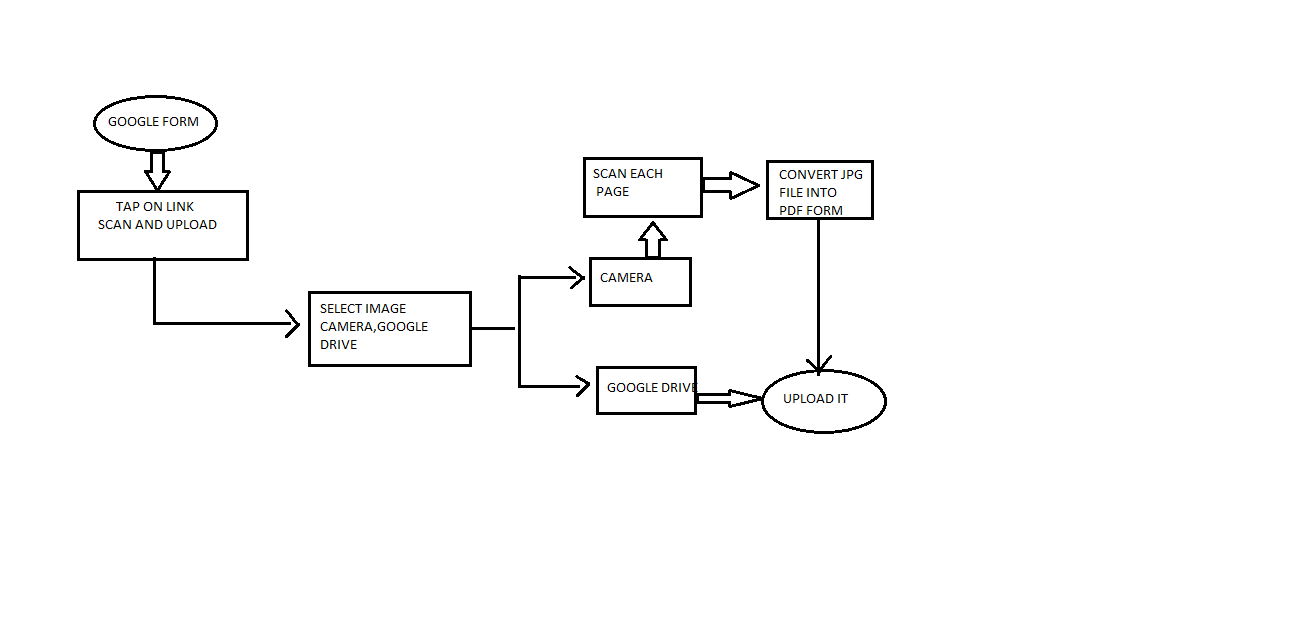 GOOGLE FORM
TAP ON LINK
SCAN AND UPLOAD
SELECT IMAGE
CAMERA,GOOGLE
DRIVE
CAMERA
SCAN EACH
PAGE
CONVERT JPG
FILE INTO
PDF FORM
GOOGLE DRIVE
UPLOAD IT